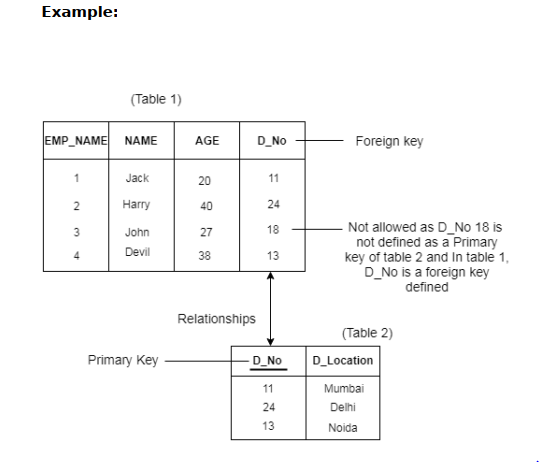 Example:
(Table 1)
EMP_NAME NAME AGE D_No Foreign key
1 Jack 20 11
2 Harry 40 24
3 John 27 18
4 Devil 38 13
Not allowed as D_No 18 is
not defined as a Primary
key of table 2 and In table 1,
D_No is a foreign key
defined
Relationships
(Table 2)
Primary Key D_No D_Location
11 Mumbai
24 Delhi
13 Noida